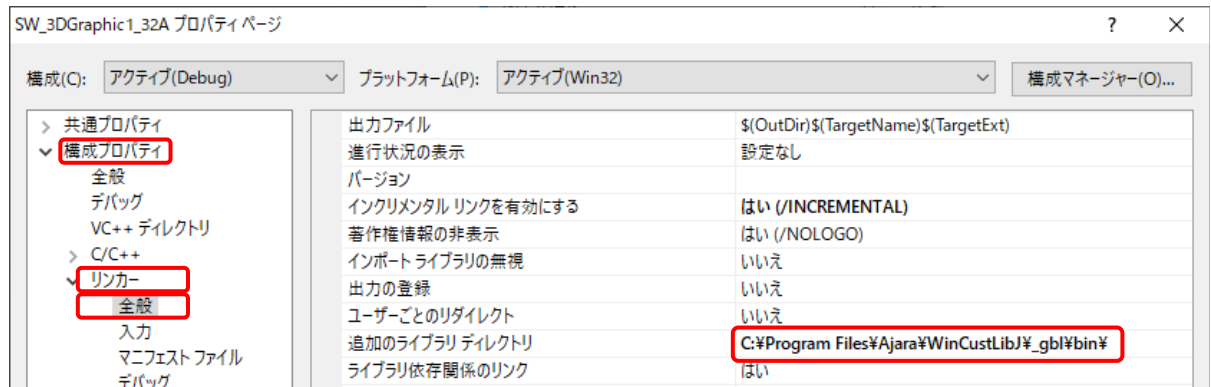 SW_3DGraphic1_32A プロパティ ページ ? ×
構成(C): アクティブ(Debug) プラットフォーム(P): アクティブ(Win32) 構成マネージャー(O)...
共通プロパティ
構成プロパティ
全般
デバッグ
VC++ ディレクトリ
C/C++
リンカー
全般
入力
マニフェスト ファイル
デバッグ
出力ファイル $(OutDir)$(TargetName)$(TargetExt)
進行状況の表示 設定なし
バージョン
インクリメンタル リンクを有効にする はい (/INCREMENTAL)
著作権情報の非表示 はい (/NOLOGO)
インポート ライブラリの無視 いいえ
出力の登録 いいえ
ユーザーごとのリダイレクト いいえ
追加のライブラリ ディレクトリ C:¥Program Files¥Ajara¥WinCustLibJ¥_gbl¥bin¥
ライブラリ依存関係のリンク はい